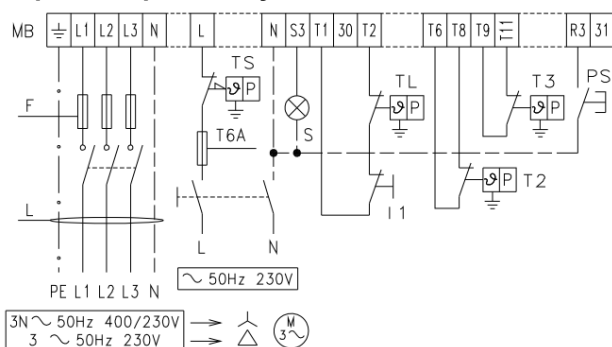 MB ⏚ L1 L2 L3 N L N S3 T1 30 T2 T6 T8 T9 R3 31
TS
ϑ P
TL
ϑ P
T3
ϑ P
PS
F
T6A
S
ϑ P T2
I1
L
L N
PE L1 L2 L3 N
∼ 50Hz 230V
3N ∼ 50Hz 400/230V
3 ∼ 50Hz 230V
M
3∼